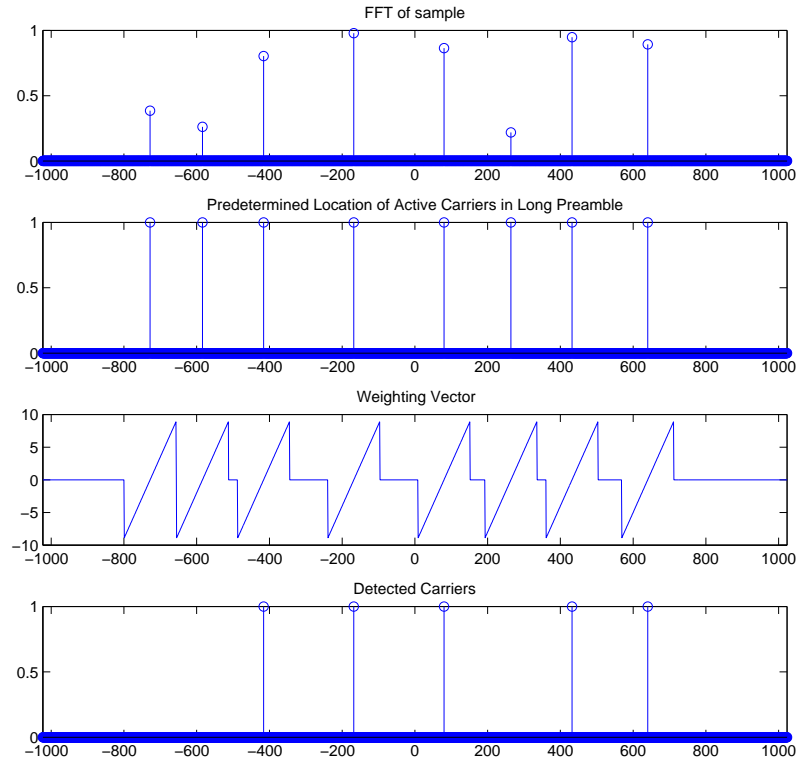 FFT of sample
1
0.5
0
−1000 −800 −600 −400 −200 0 200 400 600 800 1000
Predetermined Location of Active Carriers in Long Preamble
1
0.5
0
−1000 −800 −600 −400 −200 0 200 400 600 800 1000
Weighting Vector
10
5
0
−5
−10
−1000 −800 −600 −400 −200 0 200 400 600 800 1000
Detected Carriers
1
0.5
0
−1000 −800 −600 −400 −200 0 200 400 600 800 1000